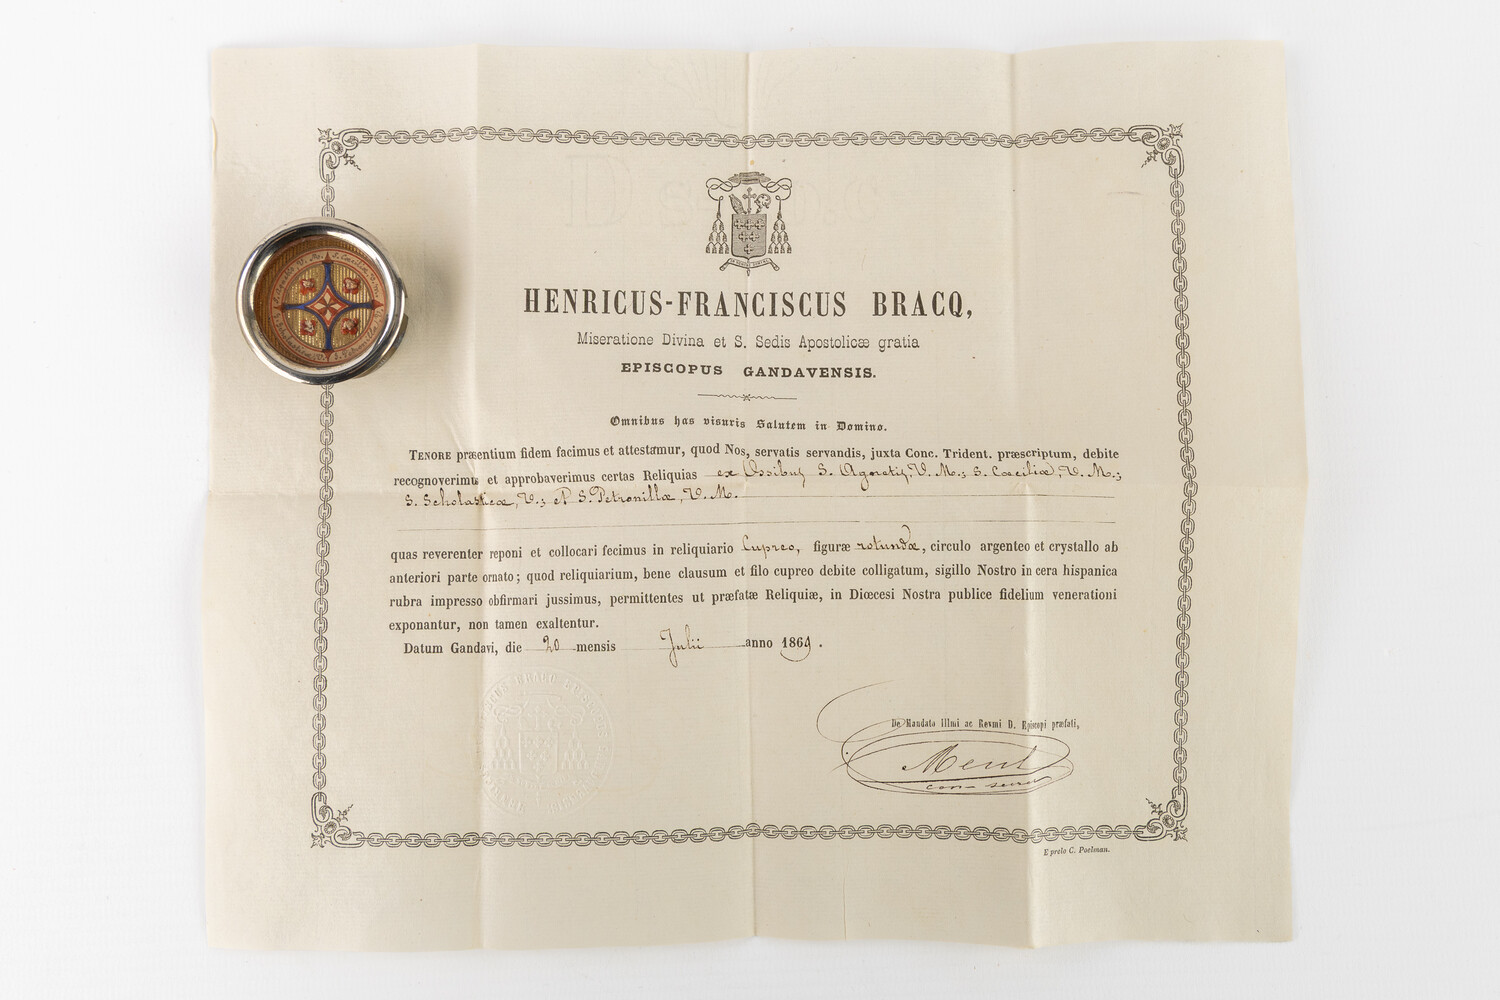 HENRICUS-FRANCISCUS BRACQ,
Miseratione Divina et S. Sedis Apostolicæ gratia
EPISCOPUS GANDAVENSIS.
Omnibus has visuris Salutem in Domino.
TENORE præsentium fidem facimus et attestamur, quod Nos, servatis servandis, juxta Conc. Trident. præscriptum, debite
recognoverimus et approbaverimus certas Reliquias ex Ossibus S. Agnetis, V. M.; S. Cæciliæ, V. M.;
S. Scholasticæ, V.; et S. Petronillæ, V. M.
quas reverenter reponi et collocari fecimus in reliquiario Cupreo, figuræ rotundæ, circulo argenteo et crystallo ab
anteriori parte ornato; quod reliquiarium, bene clausum et filo cupreo debite colligatum, sigillo Nostro in cera hispanica
rubra impresso obfirmari jussimus, permittentes ut præfatæ Reliquiæ, in Diœcesi Nostra publice fidelium venerationi
exponantur, non tamen exaltentur.
Datum Gandavi, die 20 mensis Julii anno 1869.
De Mandato Illmi ac Revmi D. Episcopi præfati,
E prelo C. Poelman.